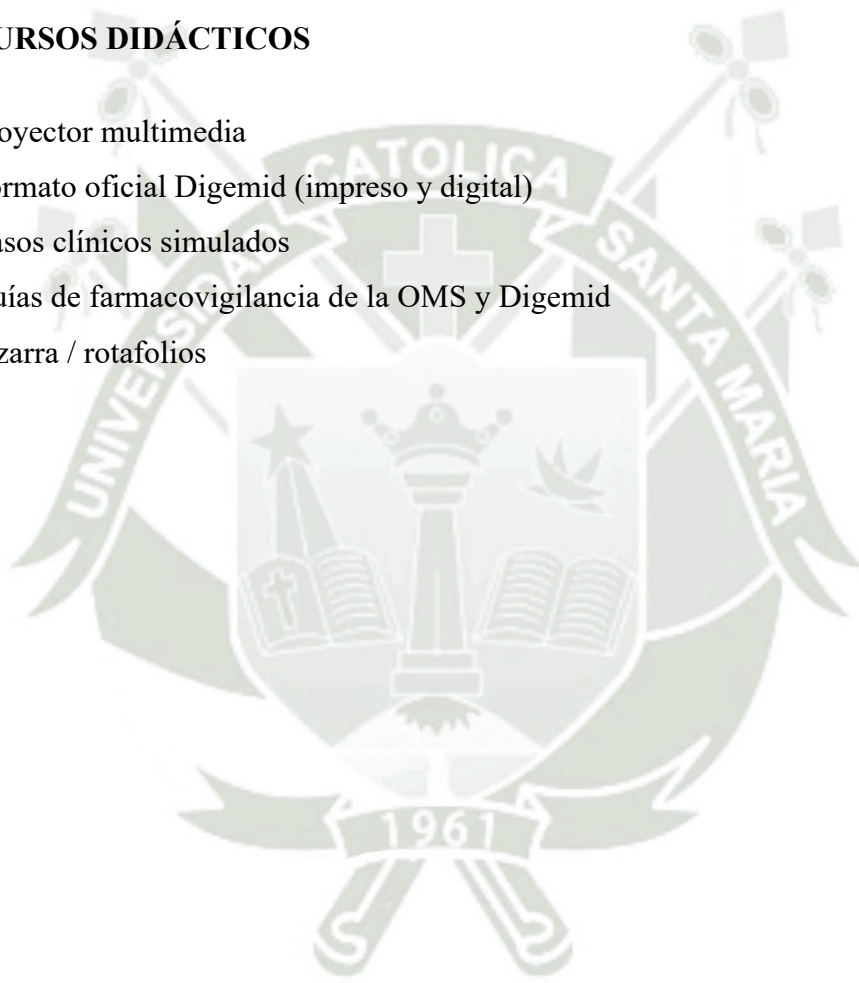 URSOS DIDÁCTICOS
oyector multimedia
ormato oficial Digemid (impreso y digital)
asos clínicos simulados
uías de farmacovigilancia de la OMS y Digemid
zarra / rotafolios
UNIVERSIDAD CATOLICA SANTA MARIA
1961